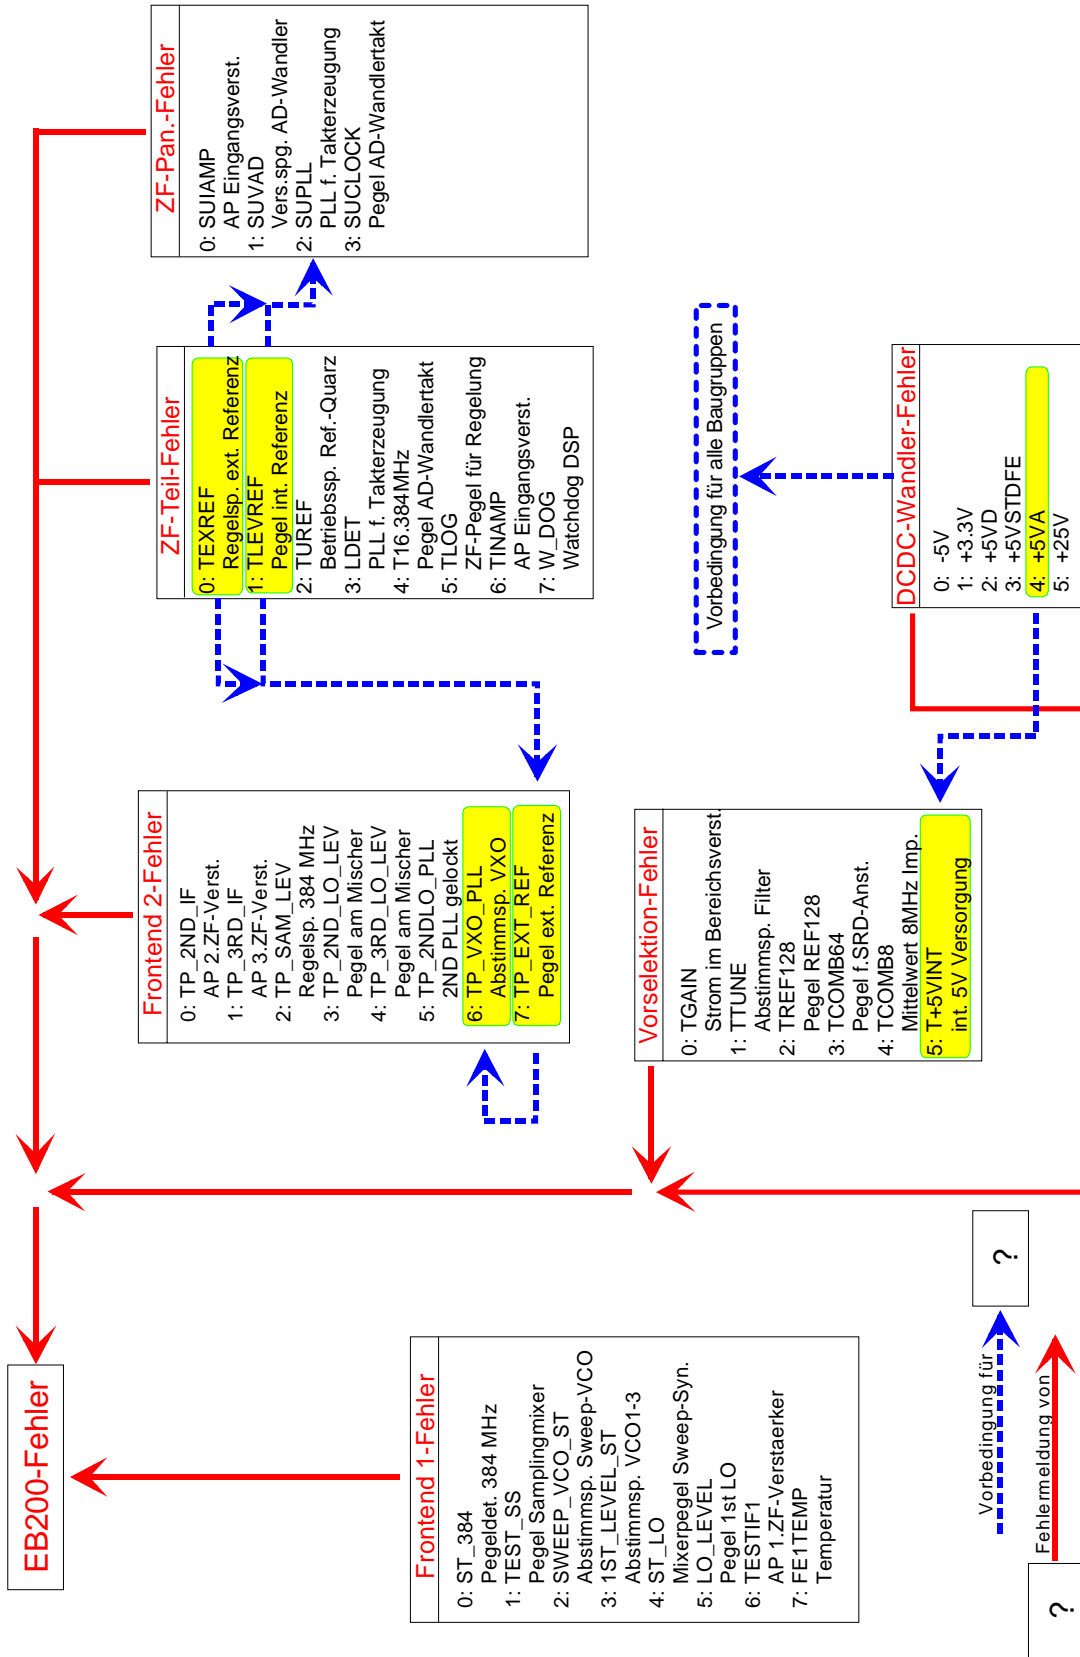 EB200-Fehler
Frontend 1-Fehler
0: ST_384
Pegeldet. 384 MHz
1: TEST_SS
Pegel Samplingmixer
2: SWEEP_VCO_ST
Abstimmsp. Sweep-VCO
3: 1ST_LEVEL_ST
Abstimmsp. VCO1-3
4: ST_LO
Mixerpegel Sweep-Syn.
5: LO_LEVEL
Pegel 1st LO
6: TESTIF1
AP 1.ZF-Verstaerker
7: FE1TEMP
Temperatur
Frontend 2-Fehler
0: TP_2ND_IF
AP 2.ZF-Verst.
1: TP_3RD_IF
AP 3.ZF-Verst.
2: TP_SAM_LEV
Regelsp. 384 MHz
3: TP_2ND_LO_LEV
Pegel am Mischer
4: TP_3RD_LO_LEV
Pegel am Mischer
5: TP_2NDLO_PLL
2ND PLL gelockt
6: TP_VXO_PLL
Abstimmsp. VXO
7: TP_EXT_REF
Pegel ext. Referenz
ZF-Teil-Fehler
0: TEXREF
Regelsp. ext. Referenz
1: TLEVREF
Pegel int. Referenz
2: TUREF
Betriebssp. Ref.-Quarz
3: LDET
PLL f. Takterzeugung
4: T16.384MHz
Pegel AD-Wandlertakt
5: TLOG
ZF-Pegel für Regelung
6: TINAMP
AP Eingangsverst.
7: W_DOG
Watchdog DSP
ZF-Pan.-Fehler
0: SUIAMP
AP Eingangsverst.
1: SUVAD
Vers.spg. AD-Wandler
2: SUPLL
PLL f. Takterzeugung
3: SUCLOCK
Pegel AD-Wandlertakt
Vorselektion-Fehler
0: TGAIN
Strom im Bereichsverst.
1: TTUNE
Abstimmsp. Filter
2: TREF128
Pegel REF128
3: TCOMB64
Pegel f.SRD-Anst.
4: TCOMB8
Mittelwert 8MHz Imp.
5: T+5VINT
int. 5V Versorgung
Vorbedingung für alle Baugruppen
DCDC-Wandler-Fehler
0: -5V
1: +3.3V
2: +5VD
3: +5VSTDFE
4: +5VA
5: +25V
Vorbedingung für
?
?
Fehlermeldung von